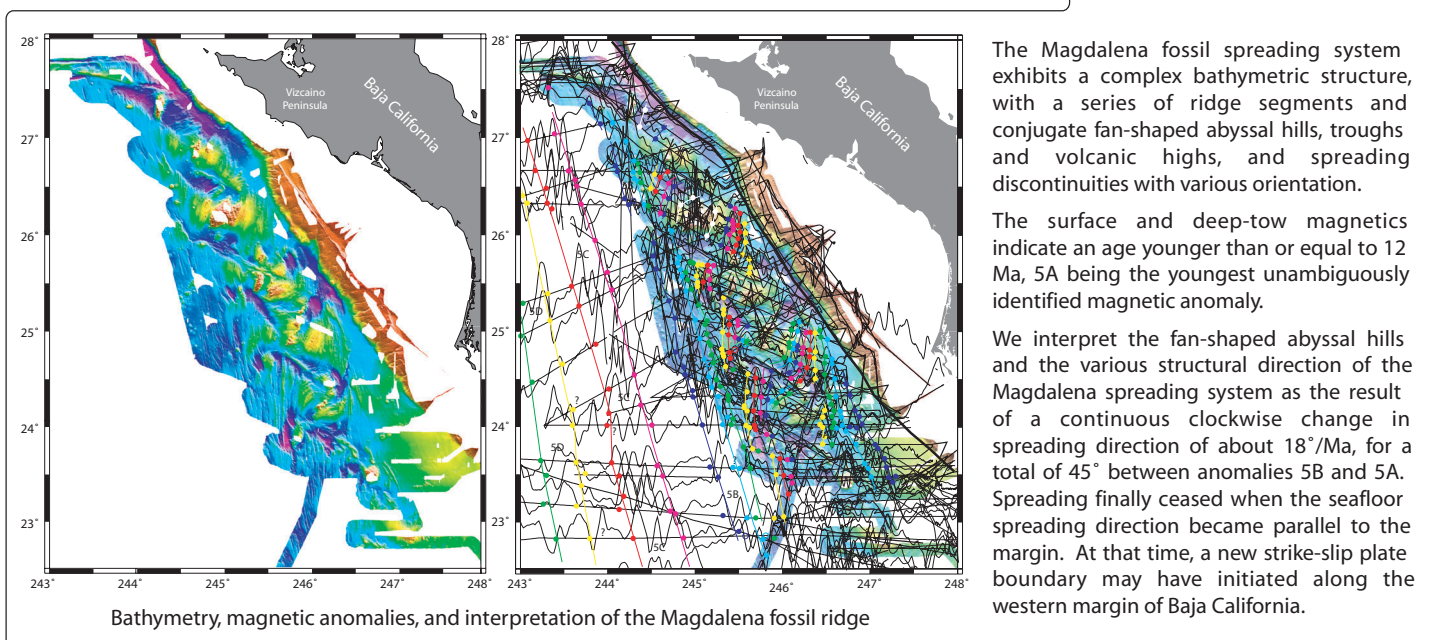 28˚
27˚
26˚
25˚
24˚
23˚
243˚ 244˚ 245˚ 246˚ 247˚ 248˚
Vizcaino
Peninsula
Baja California
28˚
27˚
26˚
25˚
24˚
23˚
243˚ 244˚ 245˚ 246˚ 247˚ 248˚
Vizcaino
Peninsula
Baja California
?
5C
5D
?
5C
?
5D
?
5B
?
5C
Bathymetry, magnetic anomalies, and interpretation of the Magdalena fossil ridge
The Magdalena fossil spreading system
exhibits a complex bathymetric structure,
with a series of ridge segments and
conjugate fan-shaped abyssal hills, troughs
and volcanic highs, and spreading
discontinuities with various orientation.
The surface and deep-tow magnetics
indicate an age younger than or equal to 12
Ma, 5A being the youngest unambiguously
identified magnetic anomaly.
We interpret the fan-shaped abyssal hills
and the various structural direction of the
Magdalena spreading system as the result
of a continuous clockwise change in
spreading direction of about 18˚/Ma, for a
total of 45˚ between anomalies 5B and 5A.
Spreading finally ceased when the seafloor
spreading direction became parallel to the
margin. At that time, a new strike-slip plate
boundary may have initiated along the
western margin of Baja California.